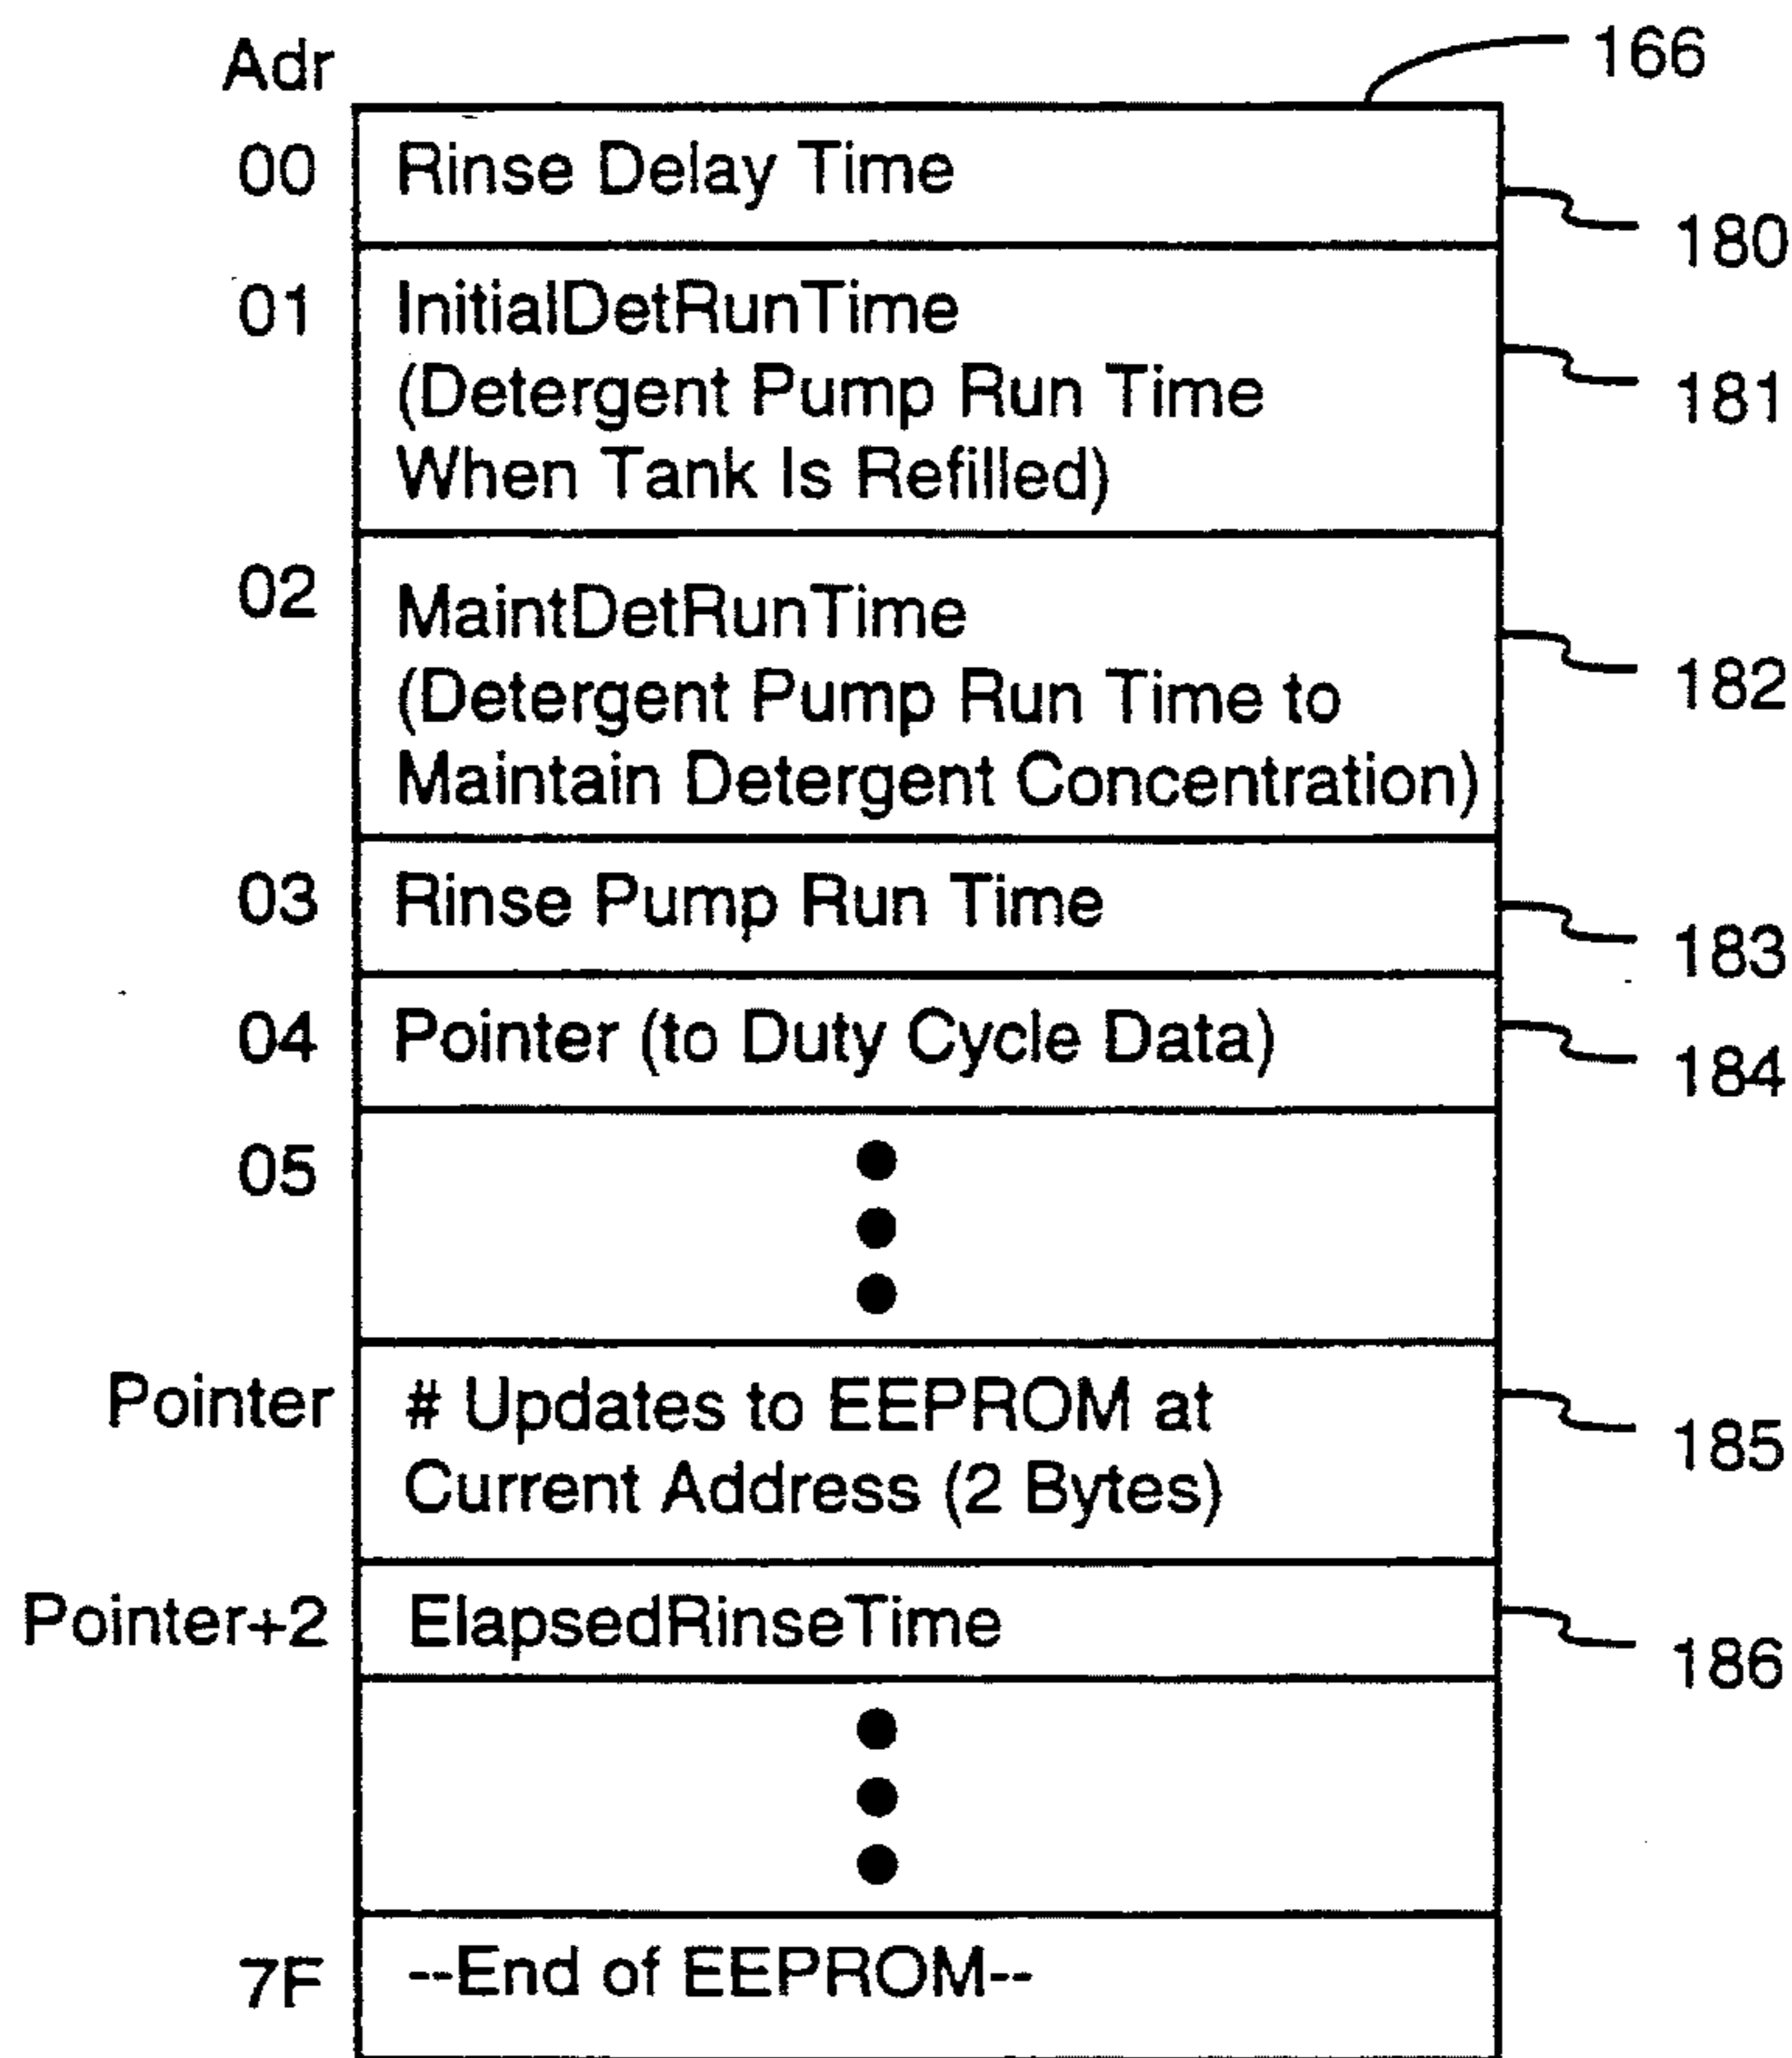 Adr
166
00 Rinse Delay Time
180
01 InitialDetRunTime
(Detergent Pump Run Time
181
When Tank Is Refilled)
02 MaintDetRunTime
(Detergent Pump Run Time to
182
Maintain Detergent Concentration)
03 Rinse Pump Run Time
183
04 Pointer (to Duty Cycle Data)
184
05
Pointer # Updates to EEPROM at
185
Current Address (2 Bytes)
Pointer+2 ElapsedRinseTime
186
7F --End of EEPROM--